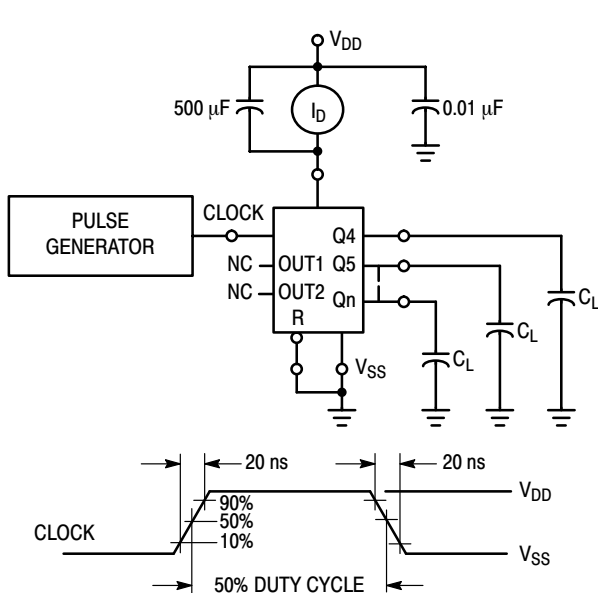 V_DD
500 μF
I_D
0.01 μF
PULSE
GENERATOR
CLOCK
Q4
NC
OUT1
Q5
NC
OUT2
Qn
R
C_L
C_L
C_L
V_SS
20 ns
20 ns
90%
50%
10%
V_DD
CLOCK
V_SS
50% DUTY CYCLE